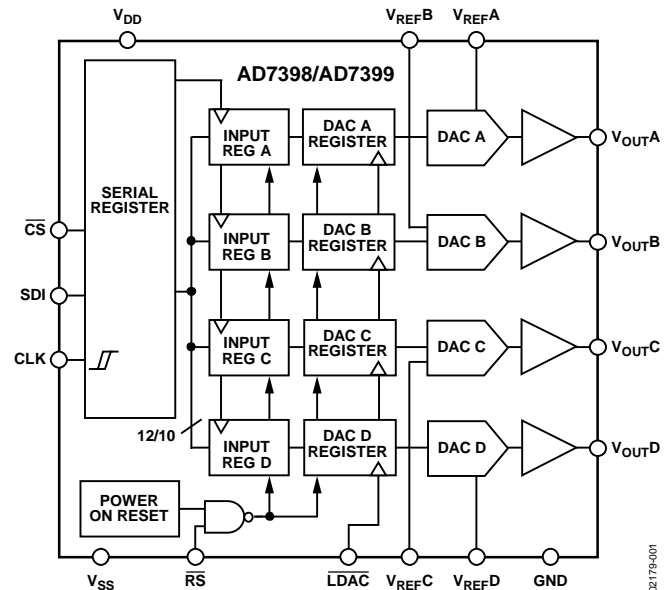 VDD
VREFB
VREFA
AD7398/AD7399
SERIAL
REGISTER
INPUT
REG A
DAC A
REGISTER
DAC A
VOUTA
INPUT
REG B
DAC B
REGISTER
DAC B
VOUTB
CS
SDI
CLK
INPUT
REG C
DAC C
REGISTER
DAC C
VOUTC
12/10
INPUT
REG D
DAC D
REGISTER
DAC D
VOUTD
POWER
ON RESET
VSS
RS
LDAC
VREFC
VREFD
GND
02179-001